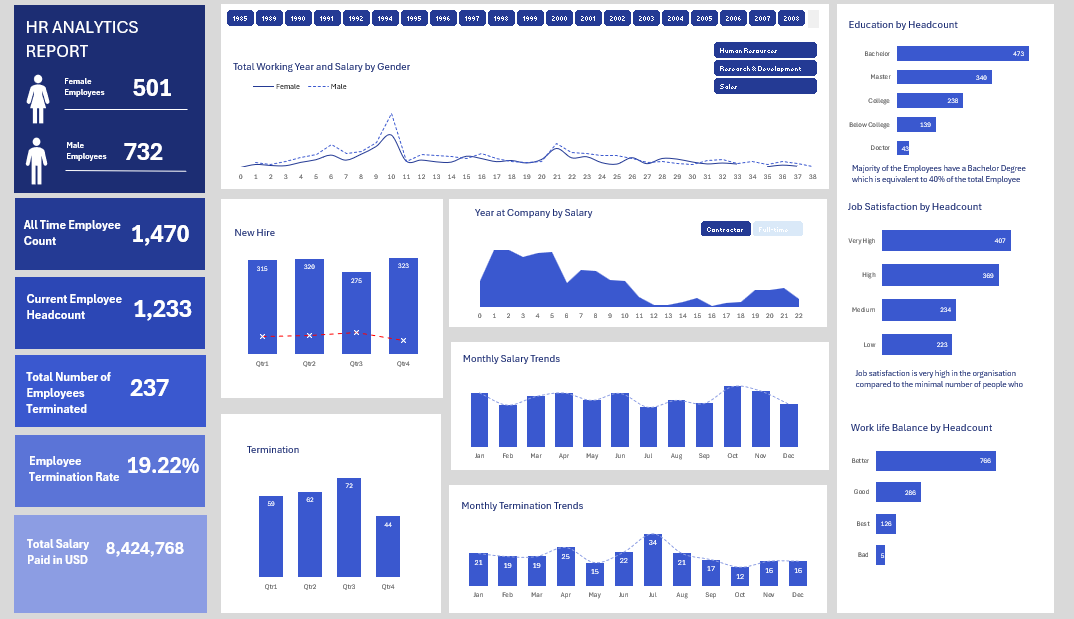 HR ANALYTICS
REPORT
Female
Employees
501
Male
Employees
732
All Time Employee
Count
1,470
Current Employee
Headcount
1,233
Total Number of
Employees
Terminated
237
Employee
Termination Rate
19.22%
Total Salary
Paid in USD
8,424,768
1985 1989 1990 1991 1992 1993 1994 1995 1996 1997 1998 1999 2000 2001 2002 2003 2004 2005 2006 2007 2008
Human Resources
Research & Development
Sales
Total Working Year and Salary by Gender
Female Male
0 1 2 3 4 5 6 7 8 9 10 11 12 13 14 15 16 17 18 19 20 21 22 23 24 25 26 27 28 29 30 31 32 33 34 35 36 37 38
New Hire
315 320 275 323
Qtr1 Qtr2 Qtr3 Qtr4
Termination
59 62 72 44
Qtr1 Qtr2 Qtr3 Qtr4
Year at Company by Salary
Contractor Full-time
0 1 2 3 4 5 6 7 8 9 10 11 12 13 14 15 16 17 18 19 20 21 22
Monthly Salary Trends
Jan Feb Mar Apr May Jun Jul Aug Sep Oct Nov Dec
Monthly Termination Trends
21 19 19 25 15 22 34 21 17 12 16 16
Jan Feb Mar Apr May Jun Jul Aug Sep Oct Nov Dec
Education by Headcount
Bachelor 473
Master 340
College 238
Below College 139
Doctor 43
Majority of the Employees have a Bachelor Degree
which is equivalent to 40% of the total Employee
Job Satisfaction by Headcount
Very High 407
High 369
Medium 234
Low 223
Job satisfaction is very high in the organisation
compared to the minimal number of people who
Work life Balance by Headcount
Better 766
Good 286
Best 126
Bad 5